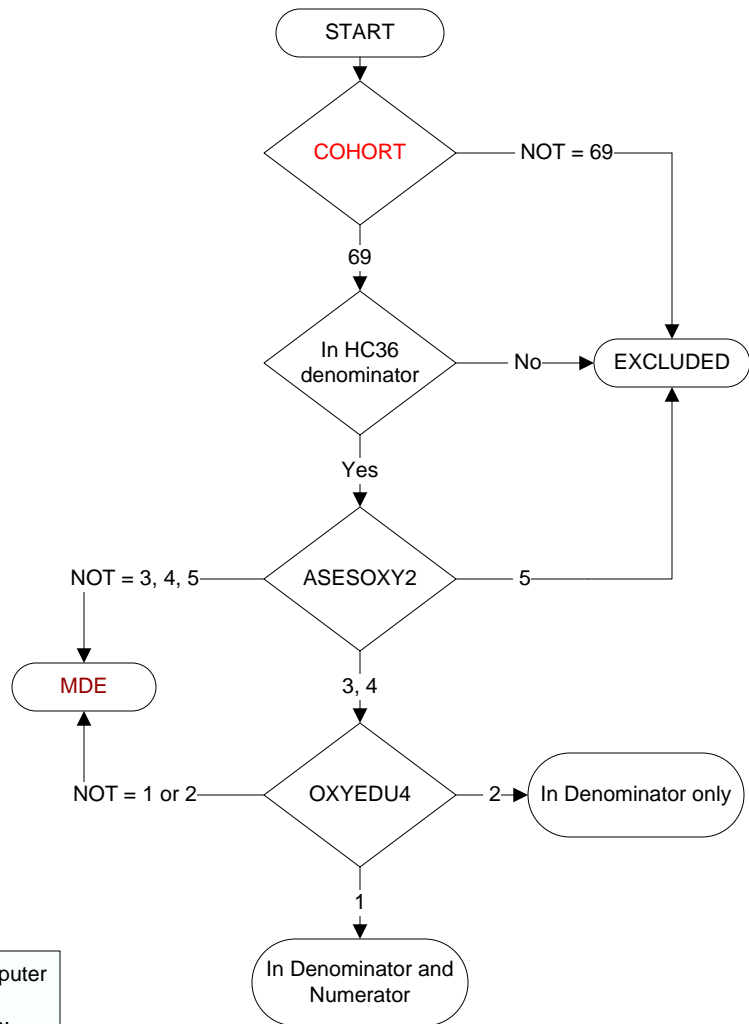 START
COHORT
NOT = 69
69
In HC36
denominator
No
EXCLUDED
Yes
NOT = 3, 4, 5
ASESOXY2
5
MDE
3, 4
NOT = 1 or 2
OXYEDU4
2
In Denominator only
1
In Denominator and
Numerator